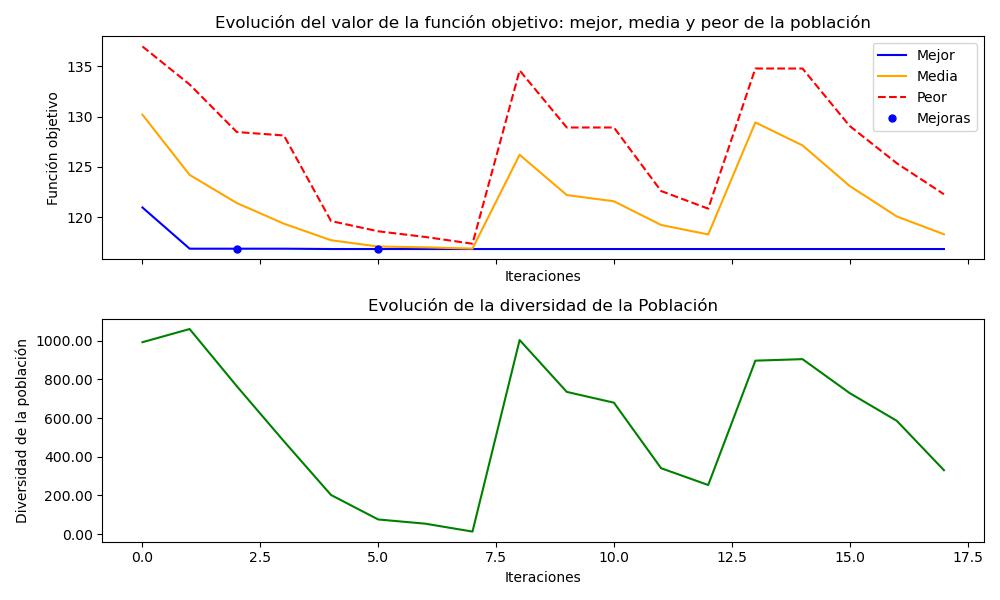 Evolución del valor de la función objetivo: mejor, media y peor de la población
Función objetivo
135
130
125
120
Mejor
Media
Peor
Mejoras
Iteraciones
Evolución de la diversidad de la Población
Diversidad de la población
1000.00
800.00
600.00
400.00
200.00
0.00
0.0 2.5 5.0 7.5 10.0 12.5 15.0 17.5
Iteraciones